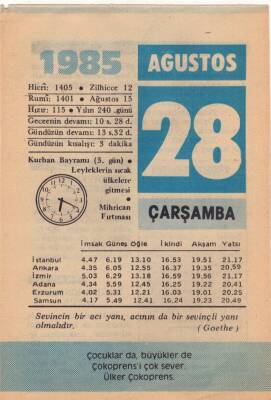 1985
AĞUSTOS
Hicrî: 1405 • Zilhicce 12
Rumî: 1401 • Ağustos 15
Hızır: 115 • Yılın 240 .günü
Gecenin devamı: 10 s. 28 d.
Gündüzün devamı: 13 s. 32 d.
Gündüzün kısalışı: 3 dakika
28
Kurban Bayramı (3. gün) •
Leyleklerin sıcak
ülkelere
gitmesi
•
Mihrican
Fırtınası
ÇARŞAMBA
İmsak Güneş Öğle İkindi Akşam Yatsı
İstanbul 4,47 6.19 13,10 16,53 19,51 21,17
Ankara 4,35 6.05 12,55 16,37 19,35 20,59
İzmir 5,03 6,29 13,18 16,59 19,56 21,17
Adana 4,34 5,59 12,45 16,25 19,22 20,41
Erzurum 4,02 5,31 12,21 16,03 19,01 20,25
Samsun 4,17 5,49 12,41 16,24 19,23 20,49
Sevincin bir acı yanı, acının da bir sevinçli yanı
olmalıdır.
( Goethe )
Çocuklar da, büyükler de
Çokoprens'i çok sever.
Ülker Çokoprens.